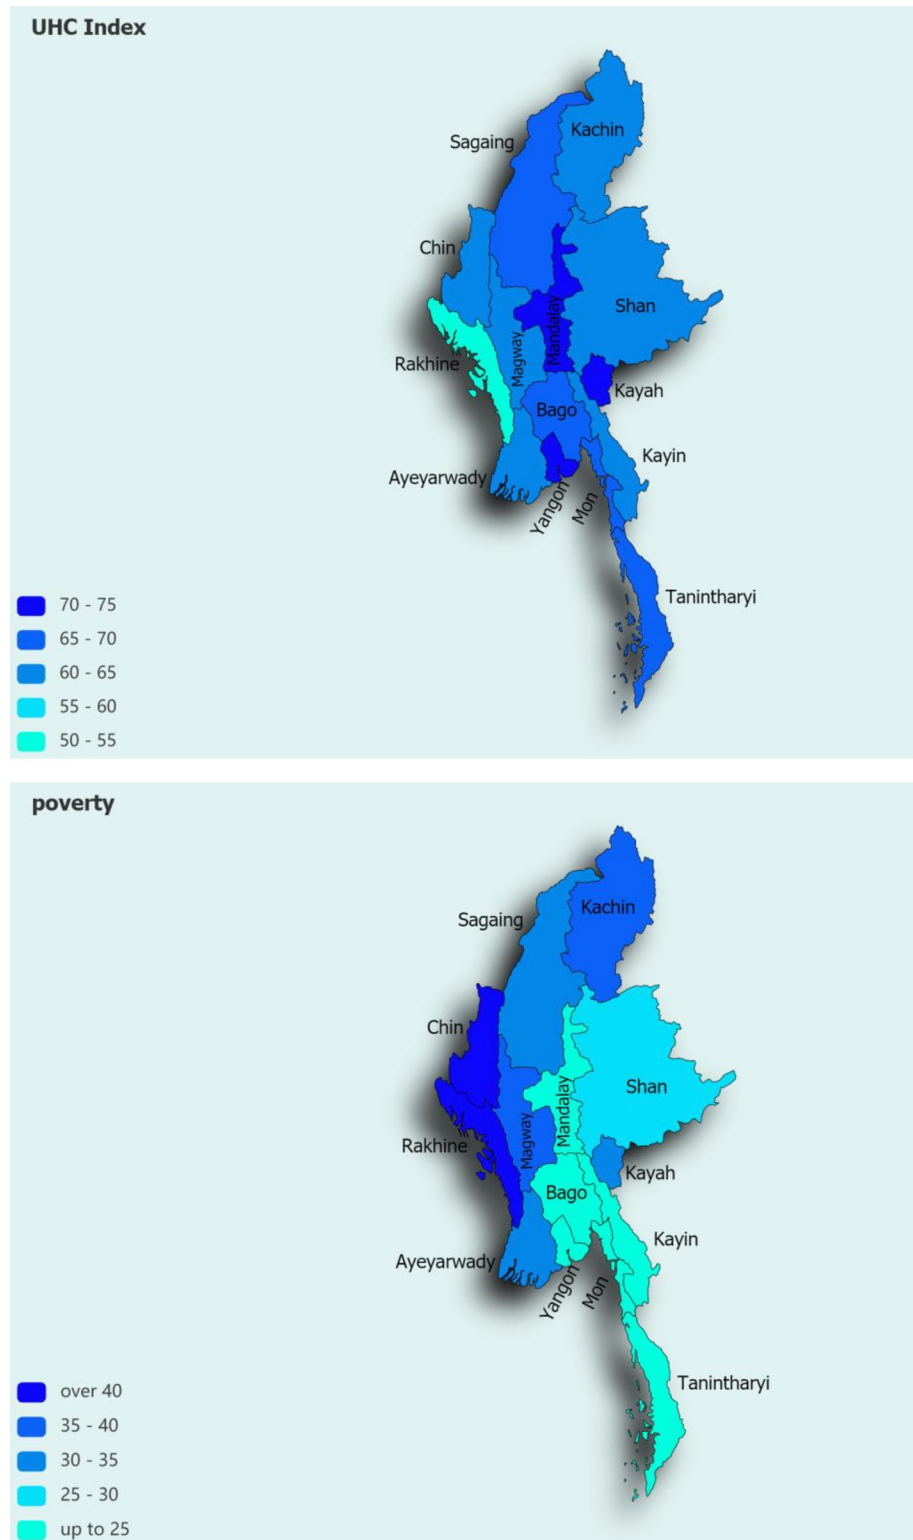 UHC Index
Kachin
Sagaing
Chin
Shan
Mandalay
Magway
Rakhine
Kayah
Bago
Kayin
Ayeyarwady
Yangon
Mon
Tanintharyi
70 - 75
65 - 70
60 - 65
55 - 60
50 - 55
poverty
Kachin
Sagaing
Chin
Shan
Mandalay
Magway
Rakhine
Kayah
Bago
Kayin
Ayeyarwady
Yangon
Mon
Tanintharyi
over 40
35 - 40
30 - 35
25 - 30
up to 25